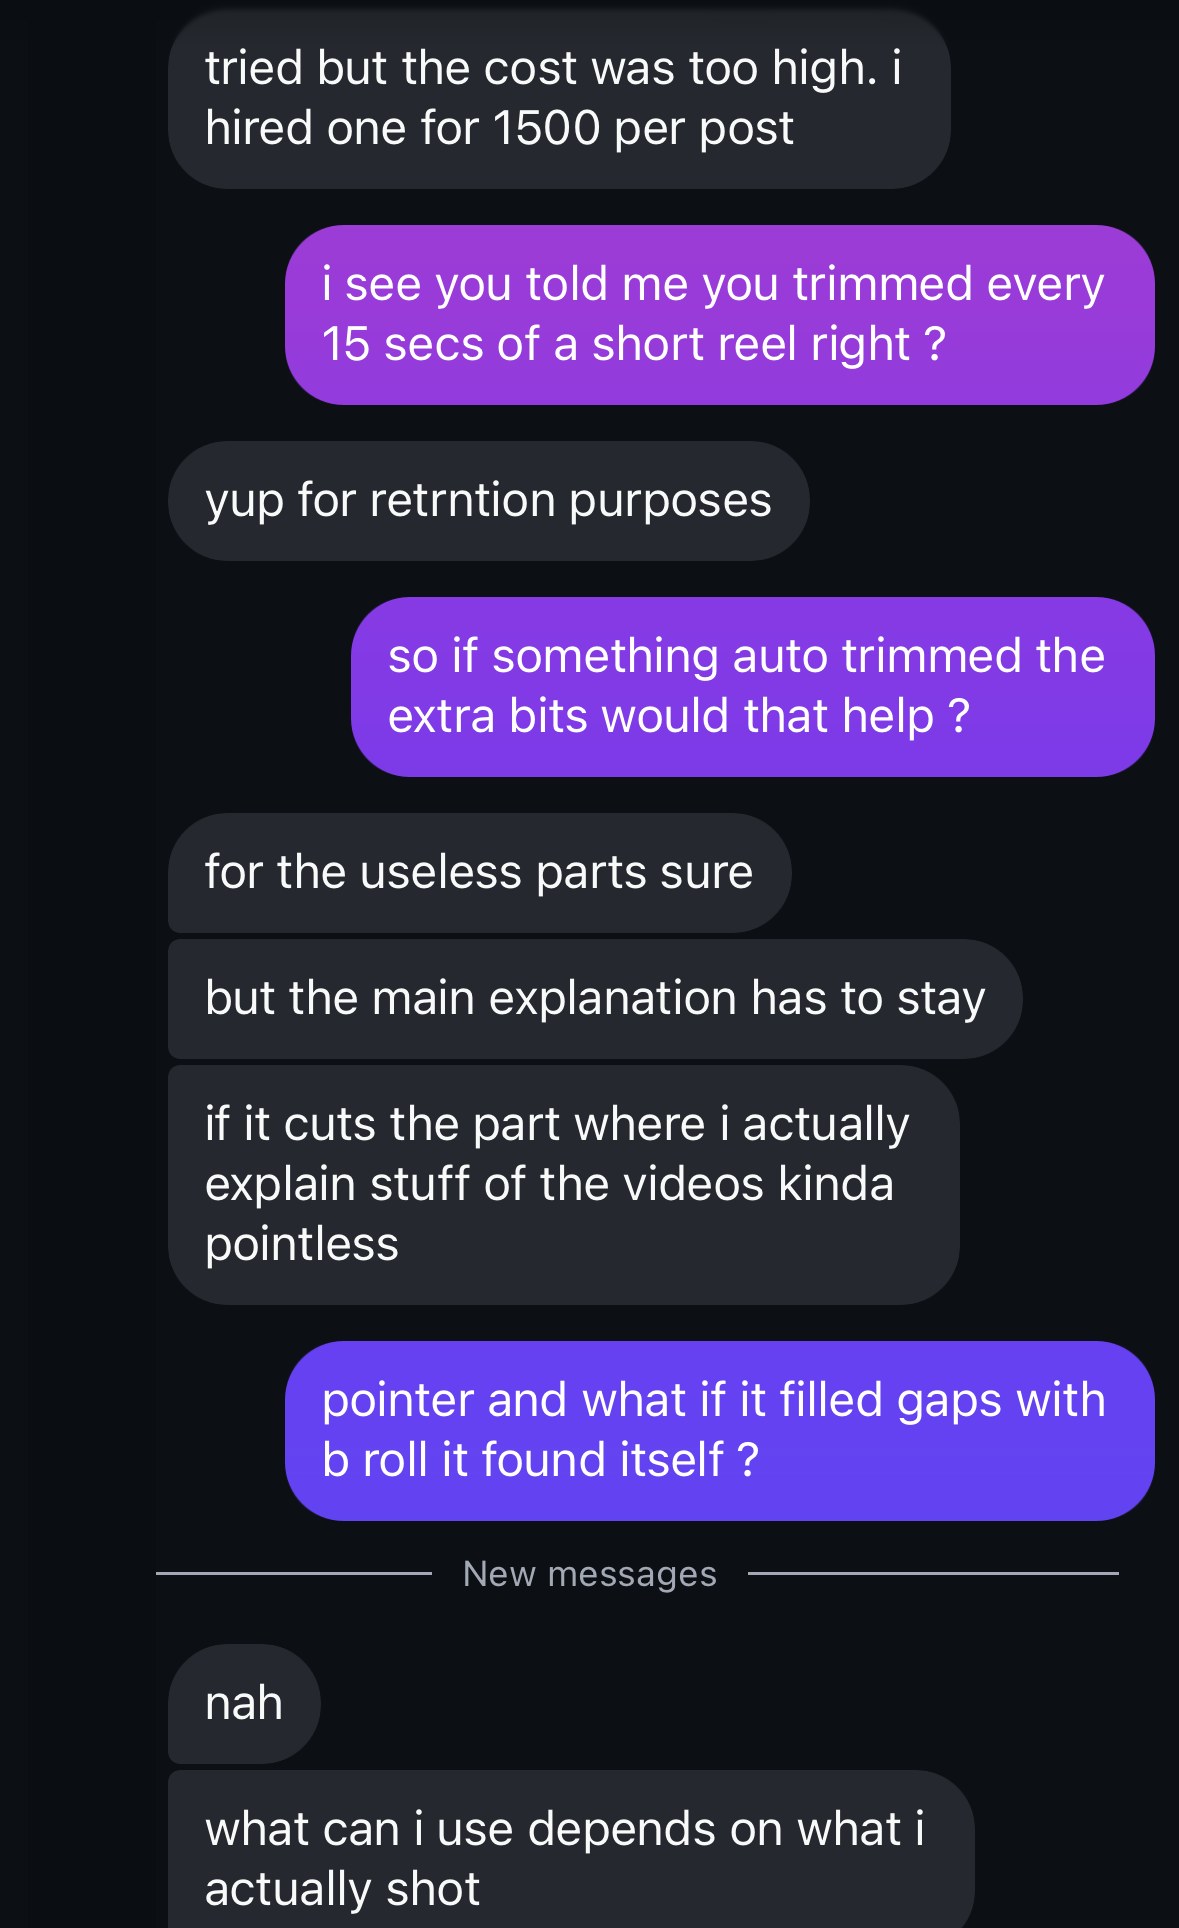 tried but the cost was too high. i
hired one for 1500 per post
i see you told me you trimmed every
15 secs of a short reel right ?
yup for retrntion purposes
so if something auto trimmed the
extra bits would that help ?
for the useless parts sure
but the main explanation has to stay
if it cuts the part where i actually
explain stuff of the videos kinda
pointless
pointer and what if it filled gaps with
b roll it found itself ?
New messages
nah
what can i use depends on what i
actually shot